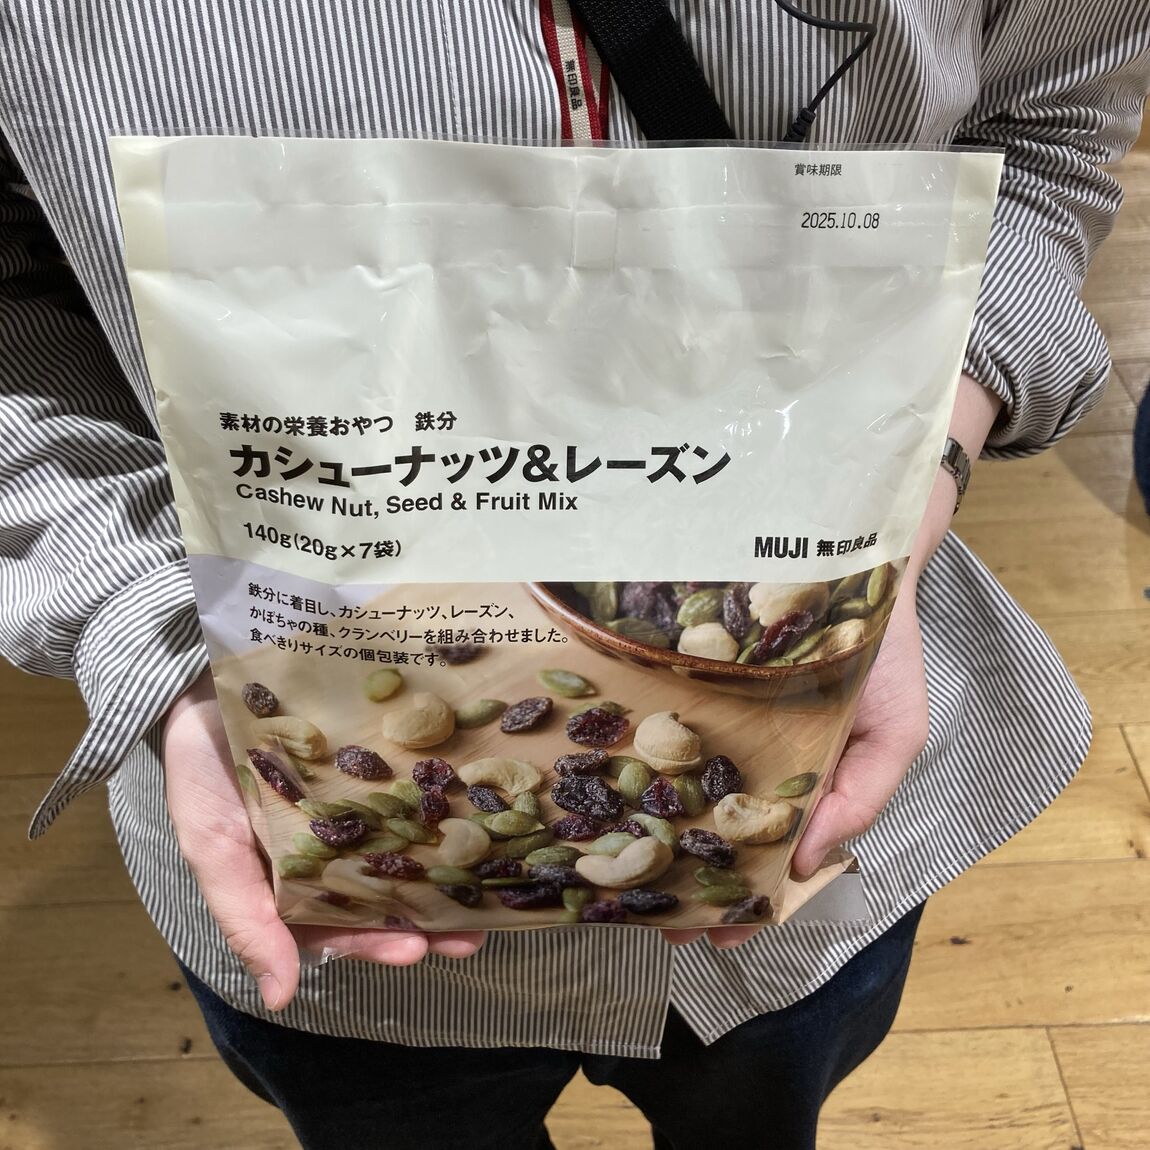 無印良品
賞味期限
2025.10.08
素材の栄養おやつ 鉄分
カシューナッツ&レーズン
Cashew Nut, Seed & Fruit Mix
140g(20g×7袋)
MUJI 無印良品
鉄分に着目し、カシューナッツ、レーズン、
かぼちゃの種、クランベリーを組み合わせました。
食べきりサイズの個包装です。